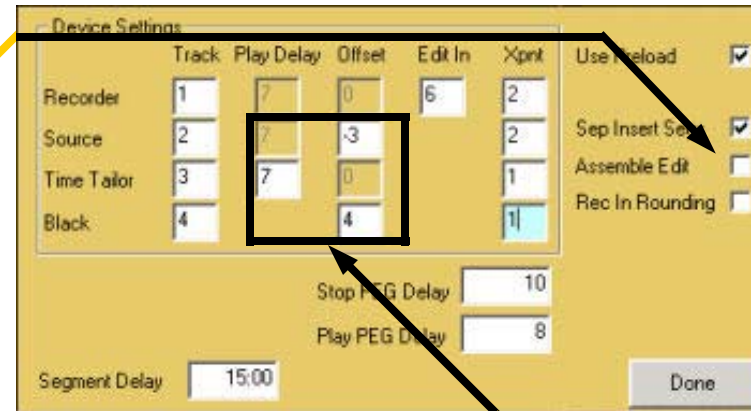 Device Settings
Track Play Delay Offset Edit In Xpnt Use Preload
Recorder 1 7 0 6 2
Source 2 7 -3 2 Sep Insert
Time Tailor 3 7 0 1 Assemble Edit
Black 4 4 1 Rec In Rounding
Stop PEG Delay 10
Play PEG Delay 8
Segment Delay 15:00 Done